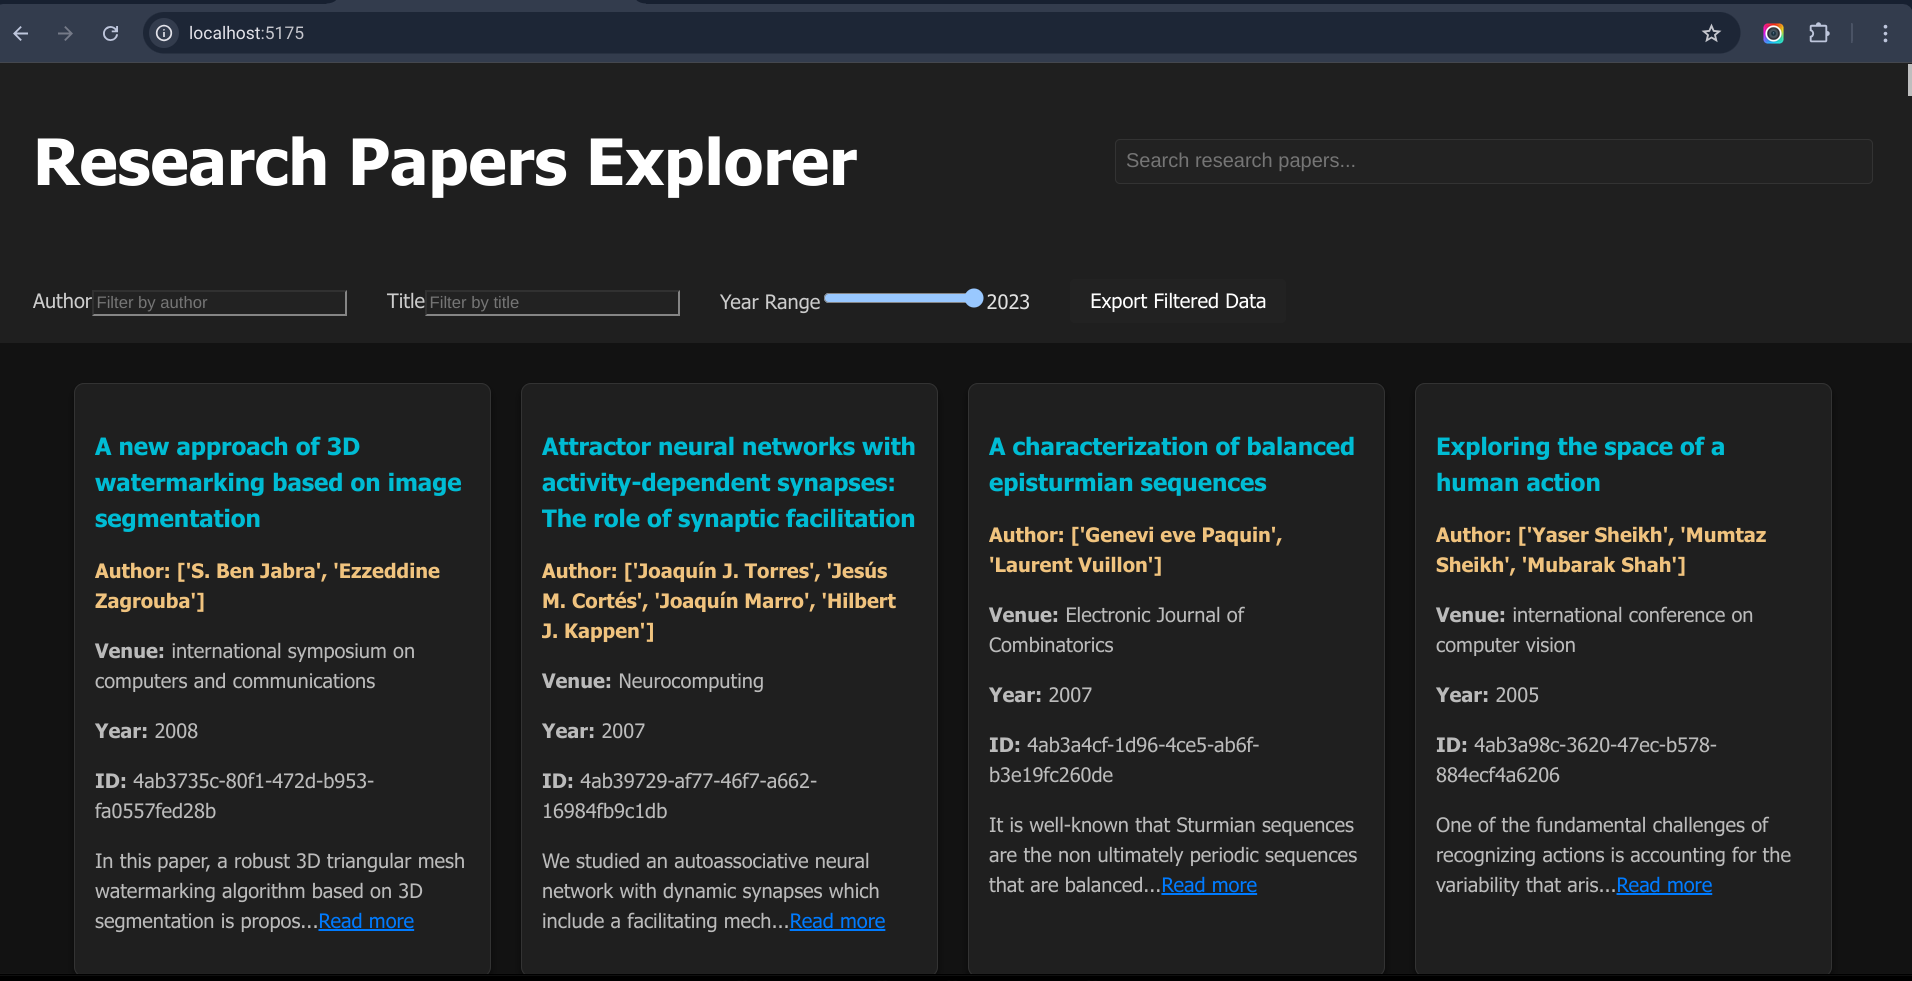 localhost:5175
Research Papers Explorer
Search research papers...
Author Filter by author Title Filter by title Year Range 2023 Export Filtered Data
A new approach of 3D
watermarking based on image
segmentation
Author: ['S. Ben Jabra', 'Ezzeddine
Zagrouba']
Venue: international symposium on
computers and communications
Year: 2008
ID: 4ab3735c-80f1-472d-b953-
fa0557fed28b
In this paper, a robust 3D triangular mesh
watermarking algorithm based on 3D
segmentation is propos...Read more
Attractor neural networks with
activity-dependent synapses:
The role of synaptic facilitation
Author: ['Joaquín J. Torres', 'Jesús
M. Cortés', 'Joaquín Marro', 'Hilbert
J. Kappen']
Venue: Neurocomputing
Year: 2007
ID: 4ab39729-af77-46f7-a662-
16984fb9c1db
We studied an autoassociative neural
network with dynamic synapses which
include a facilitating mech...Read more
A characterization of balanced
episturmian sequences
Author: ['Genevi eve Paquin',
'Laurent Vuillon']
Venue: Electronic Journal of
Combinatorics
Year: 2007
ID: 4ab3a4cf-1d96-4ce5-ab6f-
b3e19fc260de
It is well-known that Sturmian sequences
are the non ultimately periodic sequences
that are balanced...Read more
Exploring the space of a
human action
Author: ['Yaser Sheikh', 'Mumtaz
Sheikh', 'Mubarak Shah']
Venue: international conference on
computer vision
Year: 2005
ID: 4ab3a98c-3620-47ec-b578-
884ecf4a6206
One of the fundamental challenges of
recognizing actions is accounting for the
variability that aris...Read more